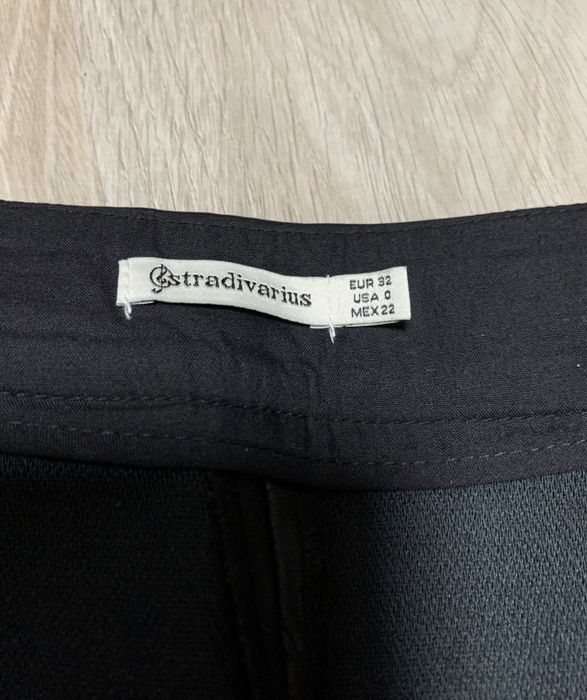 stradivarius
EUR 32
USA 0
MEX 22